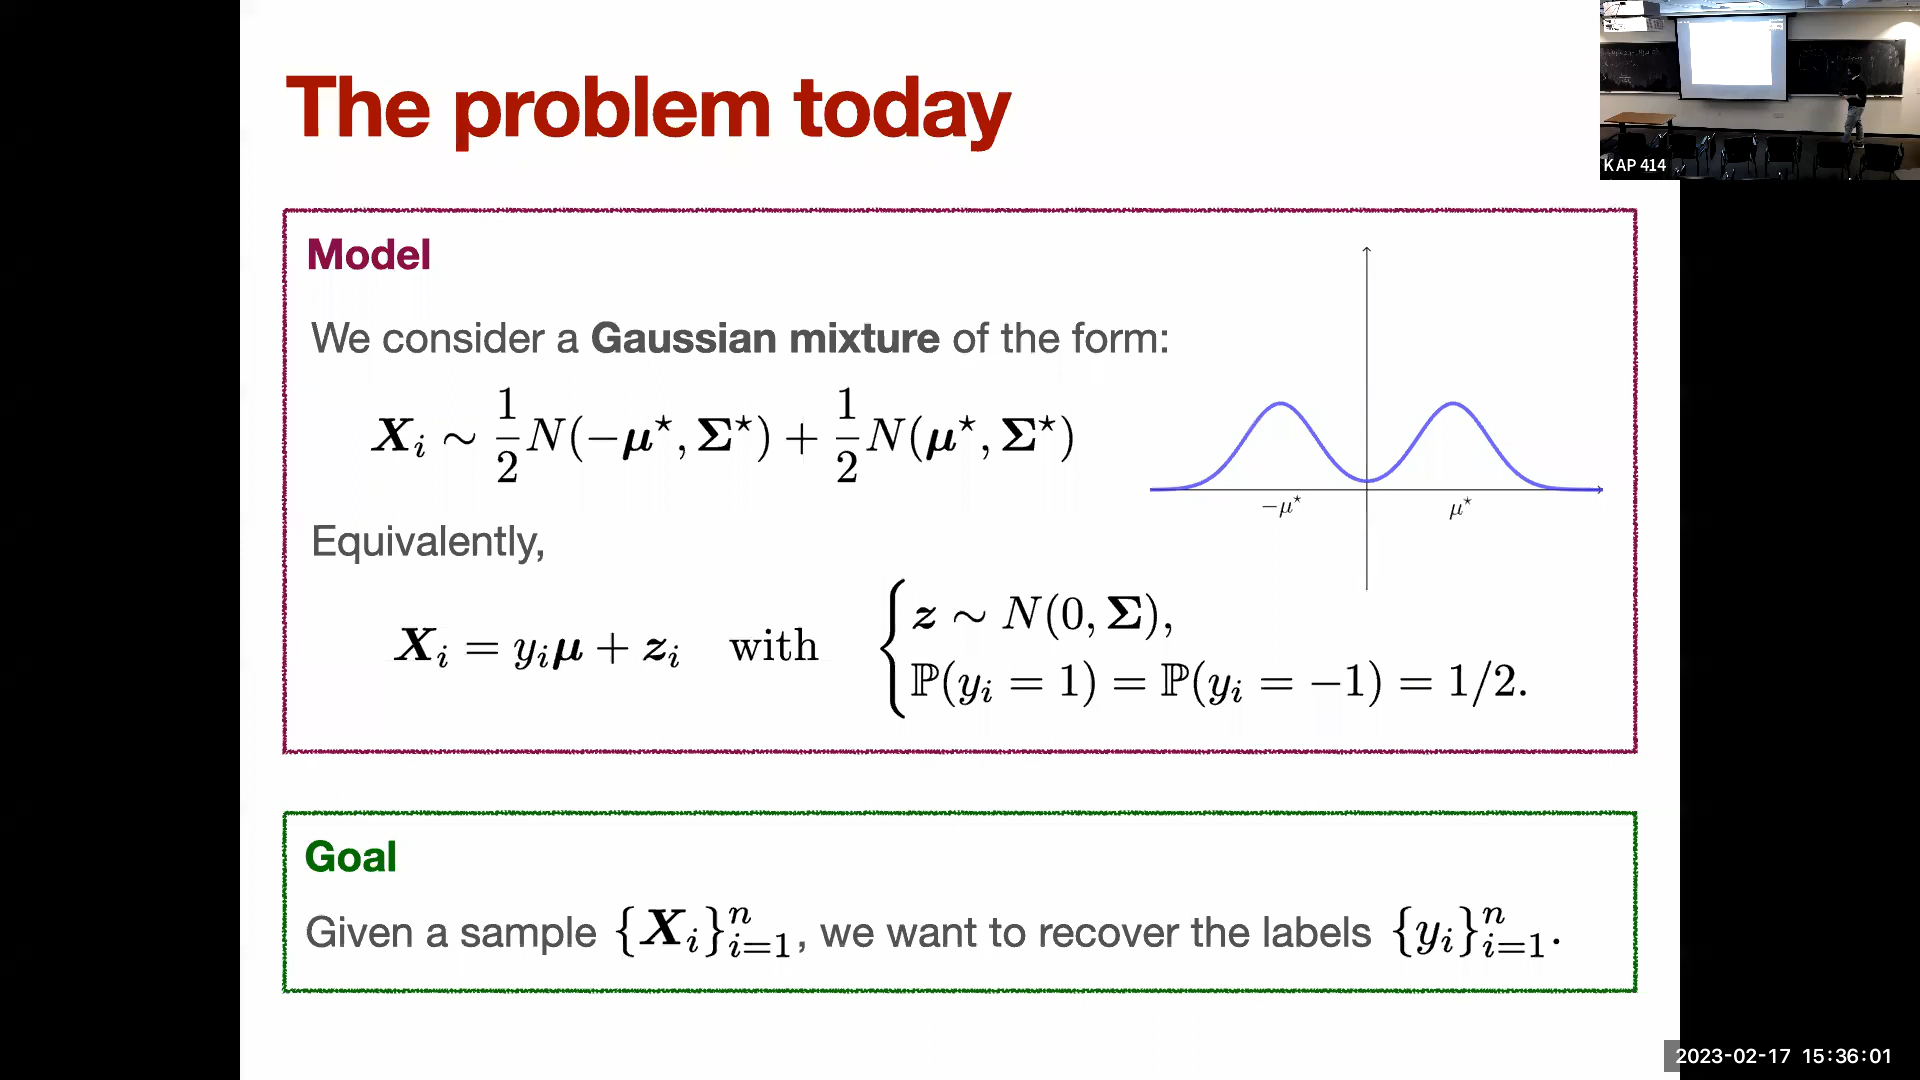 The problem today
KAP 414
Model
We consider a Gaussian mixture of the form:
X_i ∼ 1/2 N(−μ⋆, Σ⋆) + 1/2 N(μ⋆, Σ⋆)
−μ⋆ μ⋆
Equivalently,
X_i = y_i μ + z_i with { z ∼ N(0, Σ),
ℙ(y_i = 1) = ℙ(y_i = −1) = 1/2.
Goal
Given a sample {X_i}_{i=1}^n, we want to recover the labels {y_i}_{i=1}^n.
2023-02-17 15:36:01